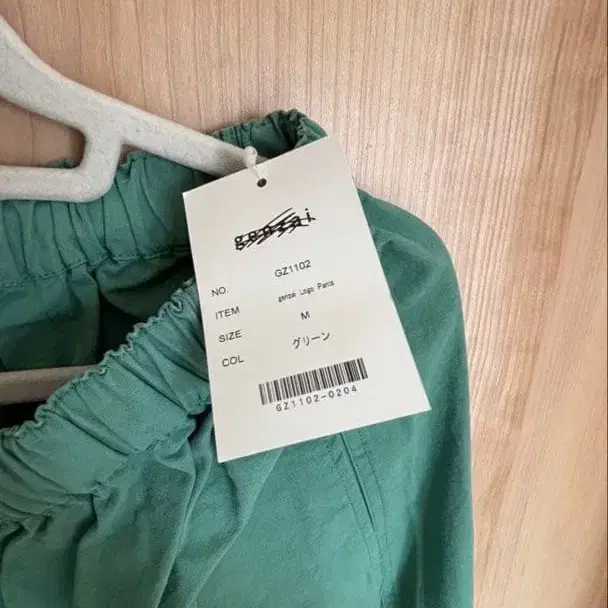 genzai
NO. GZ1102
ITEM genzai Logo Pants
SIZE M
COL グリーン
GZ1102-0204